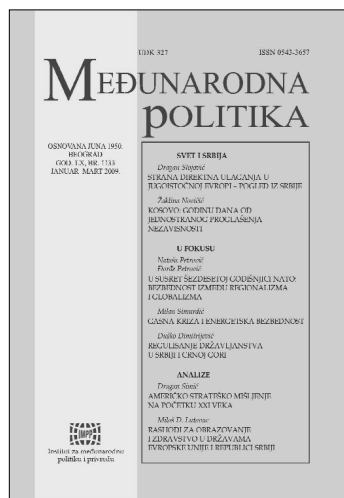 UDK 327
ISSN 0543-3657
MEĐUNARODNA
POLITIKA
OSNOVANA JUNA 1950.
BEOGRAD
GOD. LX, BR. 1133
JANUAR–MART 2009.
SVET I SRBIJA
Dragan
STRANA DIREKTNA ULAGANJA U
JUGOISTOČNOJ EVROPI – POGLED IZ SRBIJE
Žaklina Novičić
KOSOVO: GODINU DANA OD
JEDNOSTRANOG PROGLAŠENJA
NEZAVISNOSTI
U FOKUSU
Nataša Petrović
Đorđe Petrović
U SUSRET ŠEZDESETOJ GODIŠNJICI NATO:
BEZBEDNOST IZMEĐU REGIONALIZMA
I GLOBALIZMA
Milan Simurdić
GASNA KRIZA I ENERGETSKA BEZBEDNOST
Duško Dimitrijević
REGULISANJE DRŽAVLJANSTVA
U SRBIJI I CRNOJ GORI
ANALIZE
Dragan Simić
AMERIČKO STRATEŠKO MIŠLJENJE
NA POČETKU XXI VEKA
Miloš D.
RASHODI ZA OBRAZOVANJE
I ZDRAVSTVO U DRŽAVAMA
EVROPSKE UNIJE I REPUBLICI SRBIJI
Institut za međunarodnu
politiku i privredu